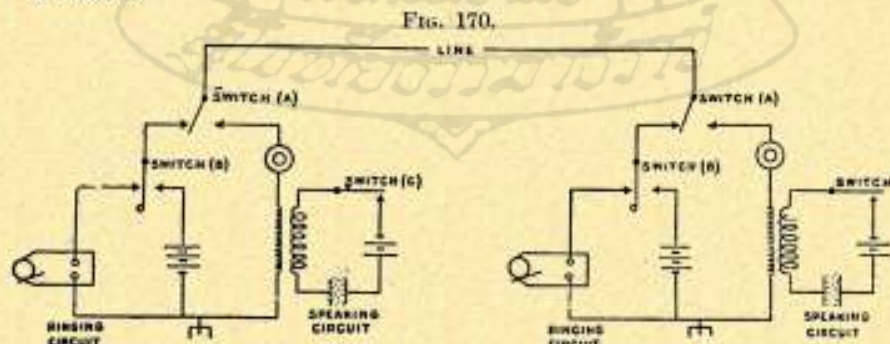 FIG. 170.
LINE
SWITCH (A)
SWITCH (A)
SWITCH (B)
SWITCH (C)
SWITCH (B)
SWITCH
RINGING
CIRCUIT
SPEAKING
CIRCUIT
RINGING
CIRCUIT
SPEAKING
CIRCUIT